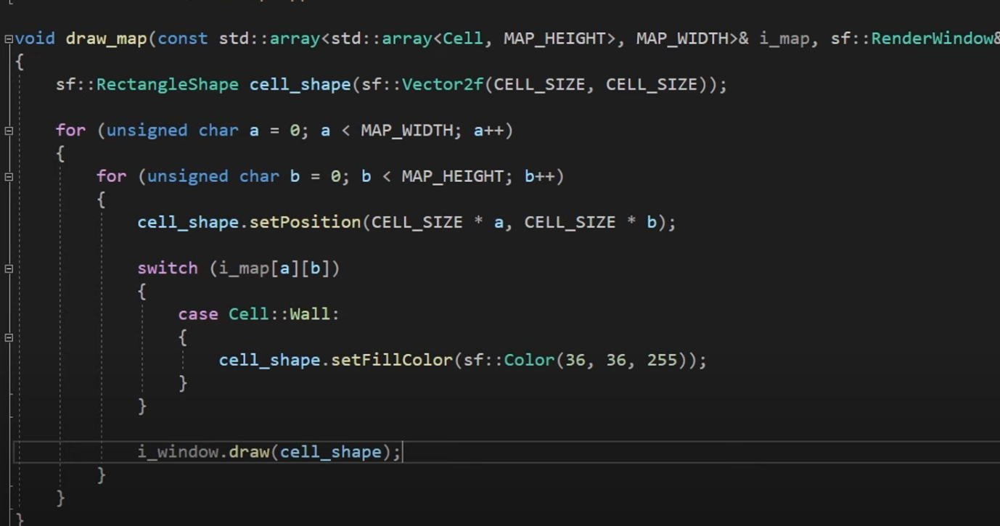 void draw_map(const std::array<std::array<Cell, MAP_HEIGHT>, MAP_WIDTH>& i_map, sf::RenderWindow&
{
    sf::RectangleShape cell_shape(sf::Vector2f(CELL_SIZE, CELL_SIZE));
    for (unsigned char a = 0; a < MAP_WIDTH; a++)
    {
        for (unsigned char b = 0; b < MAP_HEIGHT; b++)
        {
            cell_shape.setPosition(CELL_SIZE * a, CELL_SIZE * b);
            switch (i_map[a][b])
            {
                case Cell::Wall:
                {
                    cell_shape.setFillColor(sf::Color(36, 36, 255));
                }
            }
            i_window.draw(cell_shape);
        }
    }
}